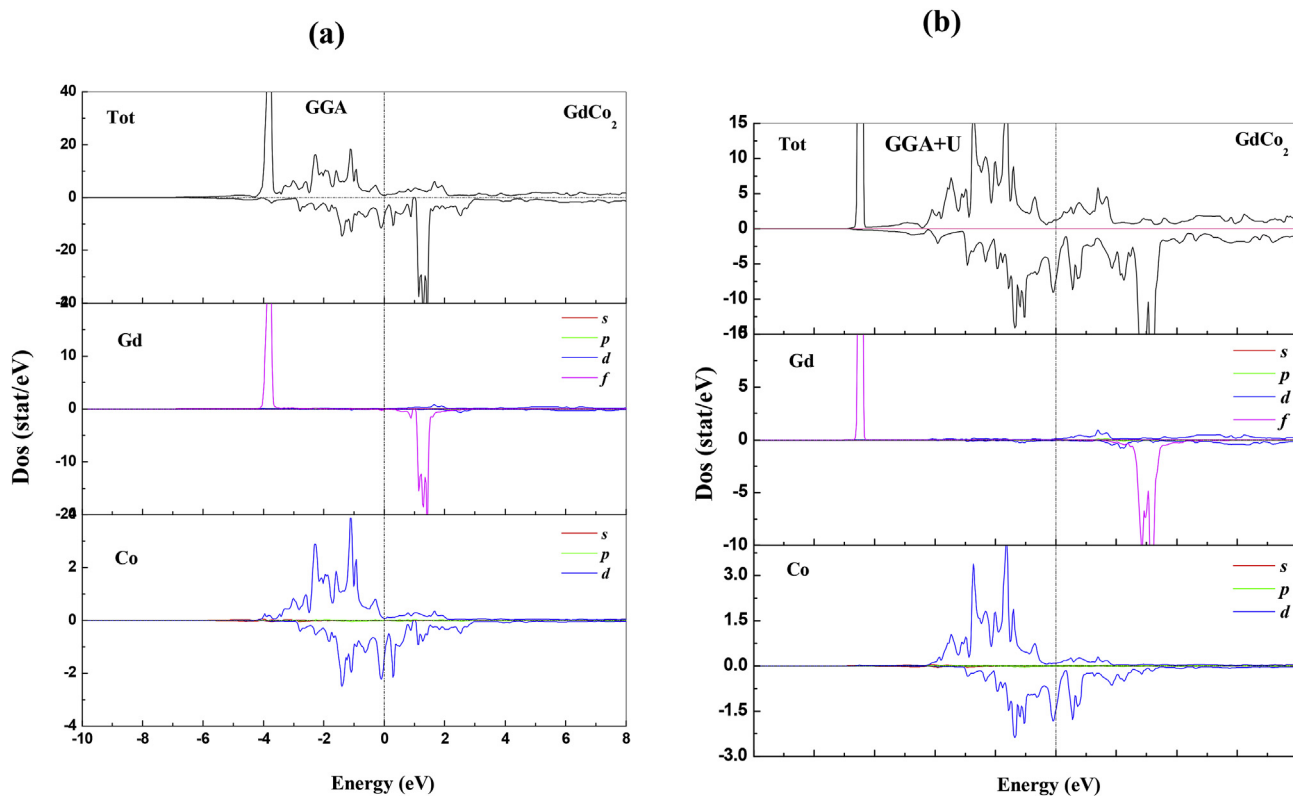 (a)
GGA
Tot
GdCo2
40
20
0
-20
Gd
s
p
d
f
10
0
-10
Co
s
p
d
2
0
-2
-4
-10 -8 -6 -4 -2 0 2 4 6 8
Energy (eV)
Dos (stat/eV)
(b)
Tot
GGA+U
GdCo2
15
10
5
0
-5
-10
Gd
s
p
d
f
5
0
-5
-10
Co
s
p
d
3.0
1.5
0.0
-1.5
-3.0
Energy (eV)
Dos (stat/eV)